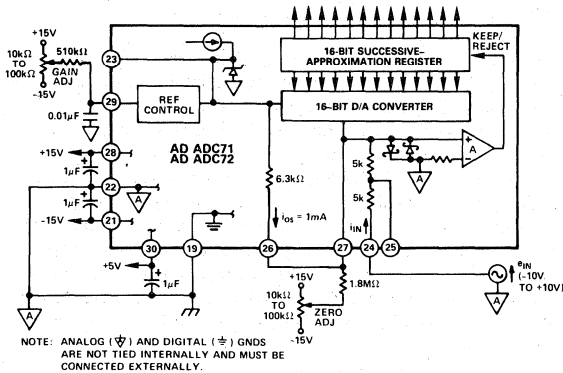 +15V
10kΩ
TO
100kΩ
-15V
510kΩ
GAIN
ADJ
0.01μF
23
29
REF
CONTROL
16-BIT SUCCESSIVE-
APPROXIMATION REGISTER
KEEP/
REJECT
16-BIT D/A CONVERTER
AD ADC71
AD ADC72
+15V
28
1μF
22
A
1μF
-15V
21
6.3kΩ
iOS = 1mA
5k
5k
iIN
A
A
30
19
26
27
24
25
+5V
1μF
A
+15V
10kΩ
TO
100kΩ
-15V
1.8MΩ
ZERO
ADJ
eIN
(-10V
TO +10V)
A
NOTE: ANALOG (A) AND DIGITAL ( ) GNDS
ARE NOT TIED INTERNALLY AND MUST BE
CONNECTED EXTERNALLY.